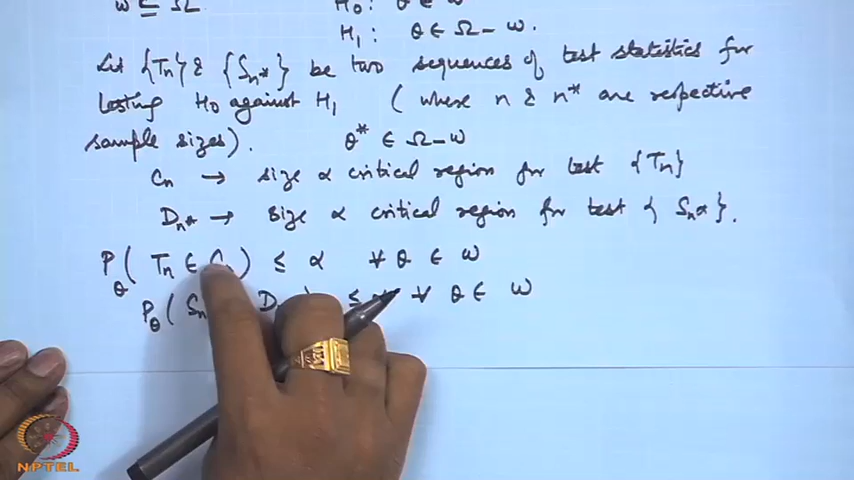 ω ⊆ Ω H₀: θ ∈ ω
H₁: θ ∈ Ω - ω.
Let {Tn} & {Sn*} be two sequences of test statistics for
testing H₀ against H₁ (where n & n* are respective
sample sizes). θ* ∈ Ω - ω
Cn → size α critical region for test {Tn}
Dn* → size α critical region for test {Sn*}.
Pθ( Tn ∈ Cn) ≤ α ∀ θ ∈ ω
Pθ( Sn D ≤ ∀ θ ∈ ω
NPTEL